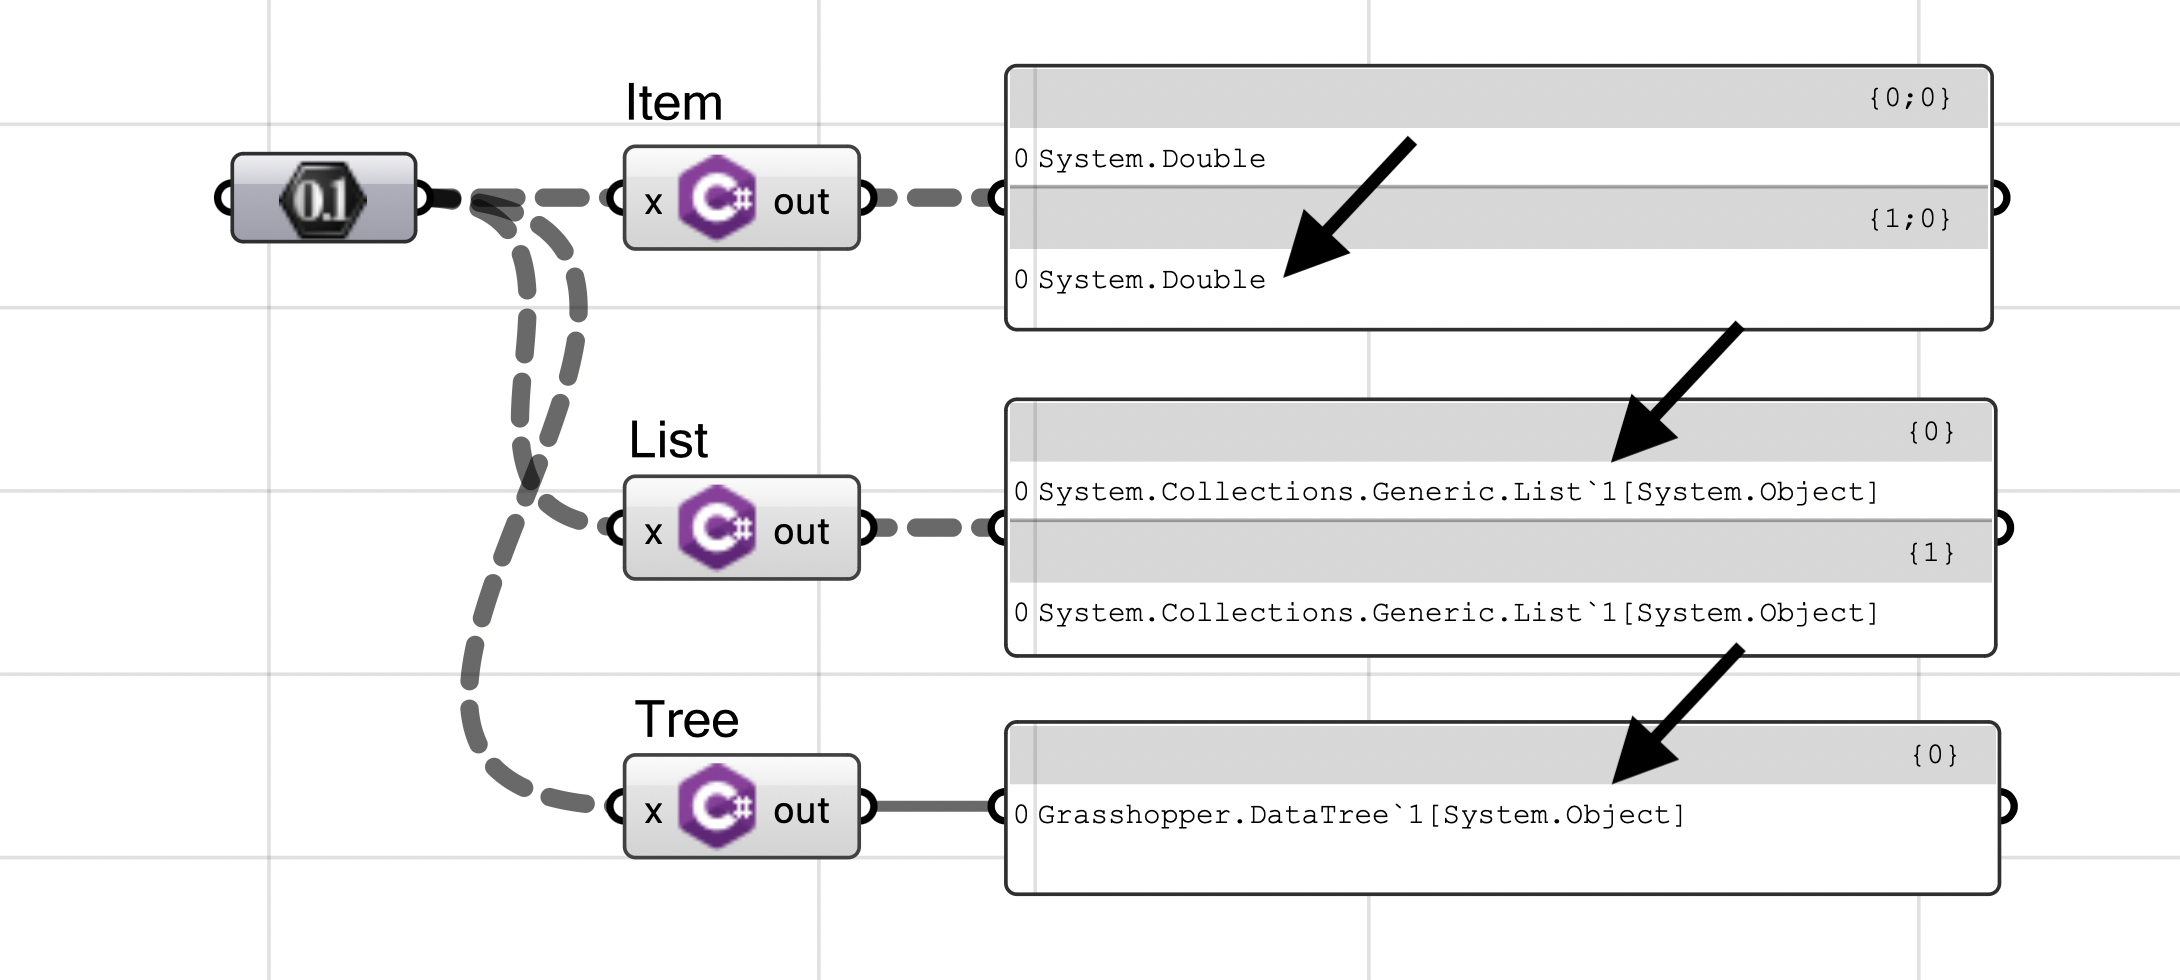 Item
0.1
x C# out
{0;0}
0 System.Double
{1;0}
0 System.Double
List
x C# out
{0}
0 System.Collections.Generic.List`1[System.Object]
{1}
0 System.Collections.Generic.List`1[System.Object]
Tree
x C# out
{0}
0 Grasshopper.DataTree`1[System.Object]